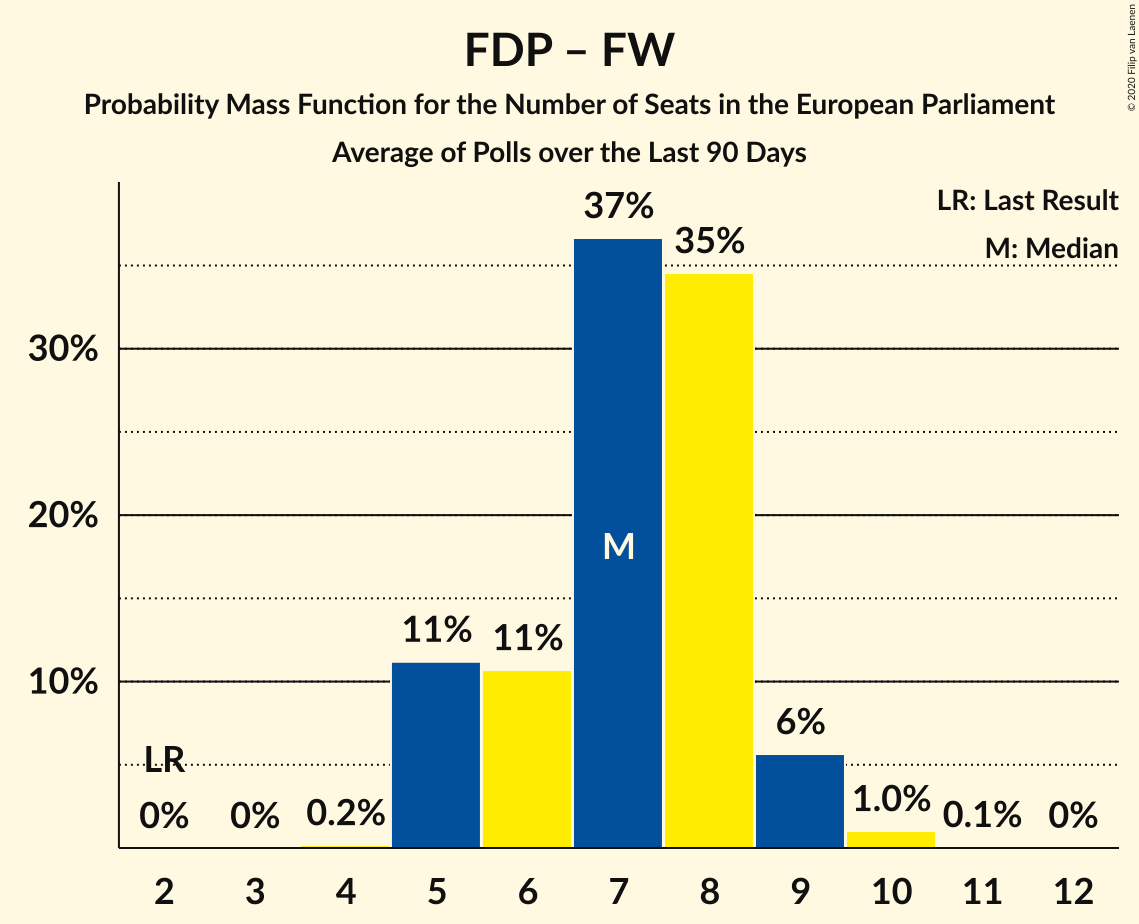 FDP – FW
Probability Mass Function for the Number of Seats in the European Parliament
Average of Polls over the Last 90 Days
© 2020 Filip van Laenen
LR: Last Result
M: Median
37%
35%
30%
20%
10%
M
11%
11%
6%
LR
0%
0%
0.2%
1.0%
0.1%
0%
2 3 4 5 6 7 8 9 10 11 12